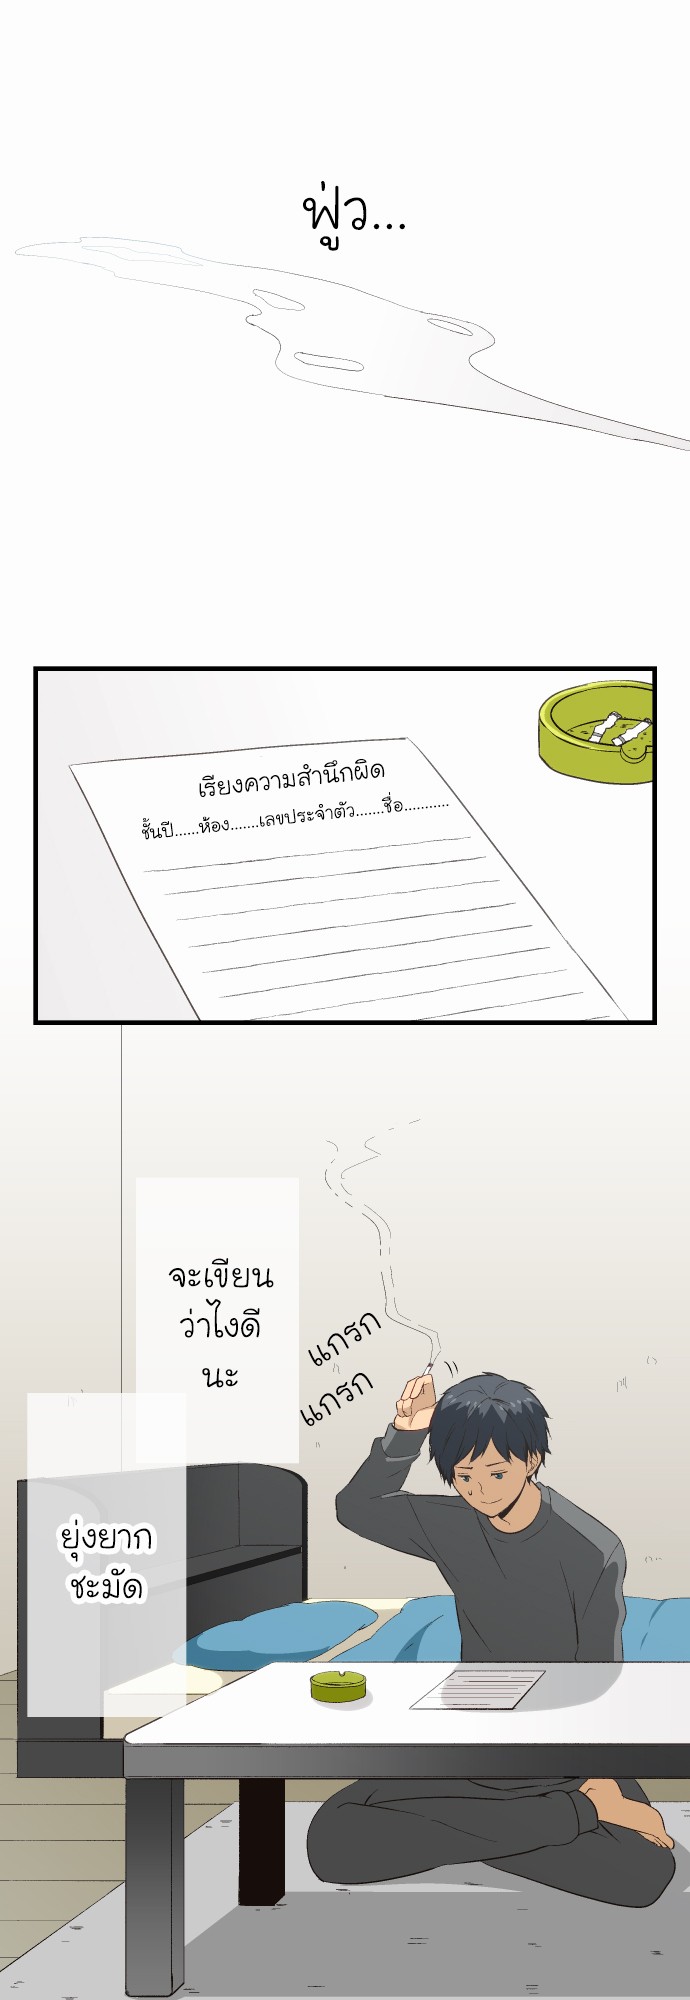 ฟู่ว...
เรียงความสำนึกผิด
ชั้นปี......ห้อง.......เลขประจำตัว.......ชื่อ...........
จะเขียน
ว่าไงดี
นะ
แกรก
แกรก
ยุ่งยาก
ชะมัด